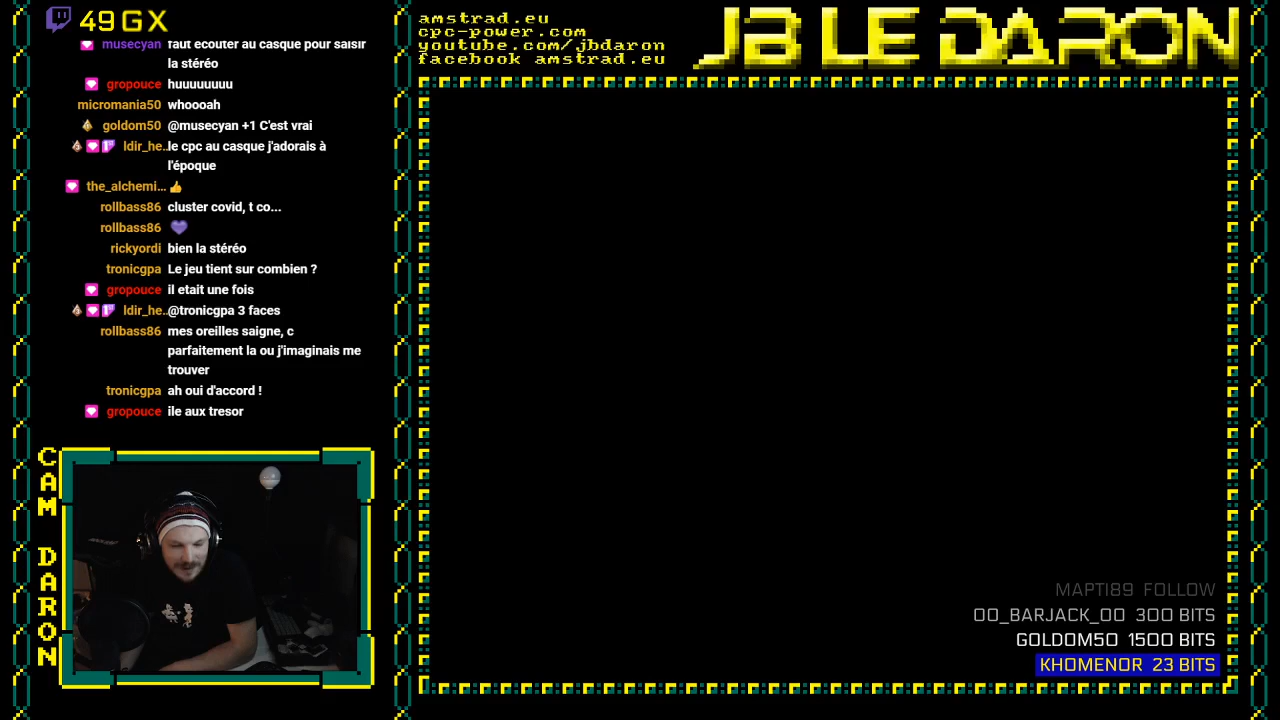 49GX
musecyan faut ecouter au casque pour saisir
la stéréo
gropouce huuuuuuuu
micromania50 whoooah
goldom50 @musecyan +1 C'est vrai
ldir_he.. le cpc au casque j'adorais à
l'époque
the_alchemi...
rollbass86 cluster covid, t co...
rollbass86
rickyordi bien la stéréo
tronicgpa Le jeu tient sur combien ?
gropouce il etait une fois
ldir_he.. @tronicgpa 3 faces
rollbass86 mes oreilles saigne, c
parfaitement la ou j'imaginais me
trouver
tronicgpa ah oui d'accord !
gropouce ile aux tresor
CAM DARON
amstrad.eu
cpc-power.com
youtube.com/jbdaron
facebook amstrad.eu
JB LE DARON
MAPTI89 FOLLOW
OO_BARJACK_OO 300 BITS
GOLDOM50 1500 BITS
KHOMENOR 23 BITS